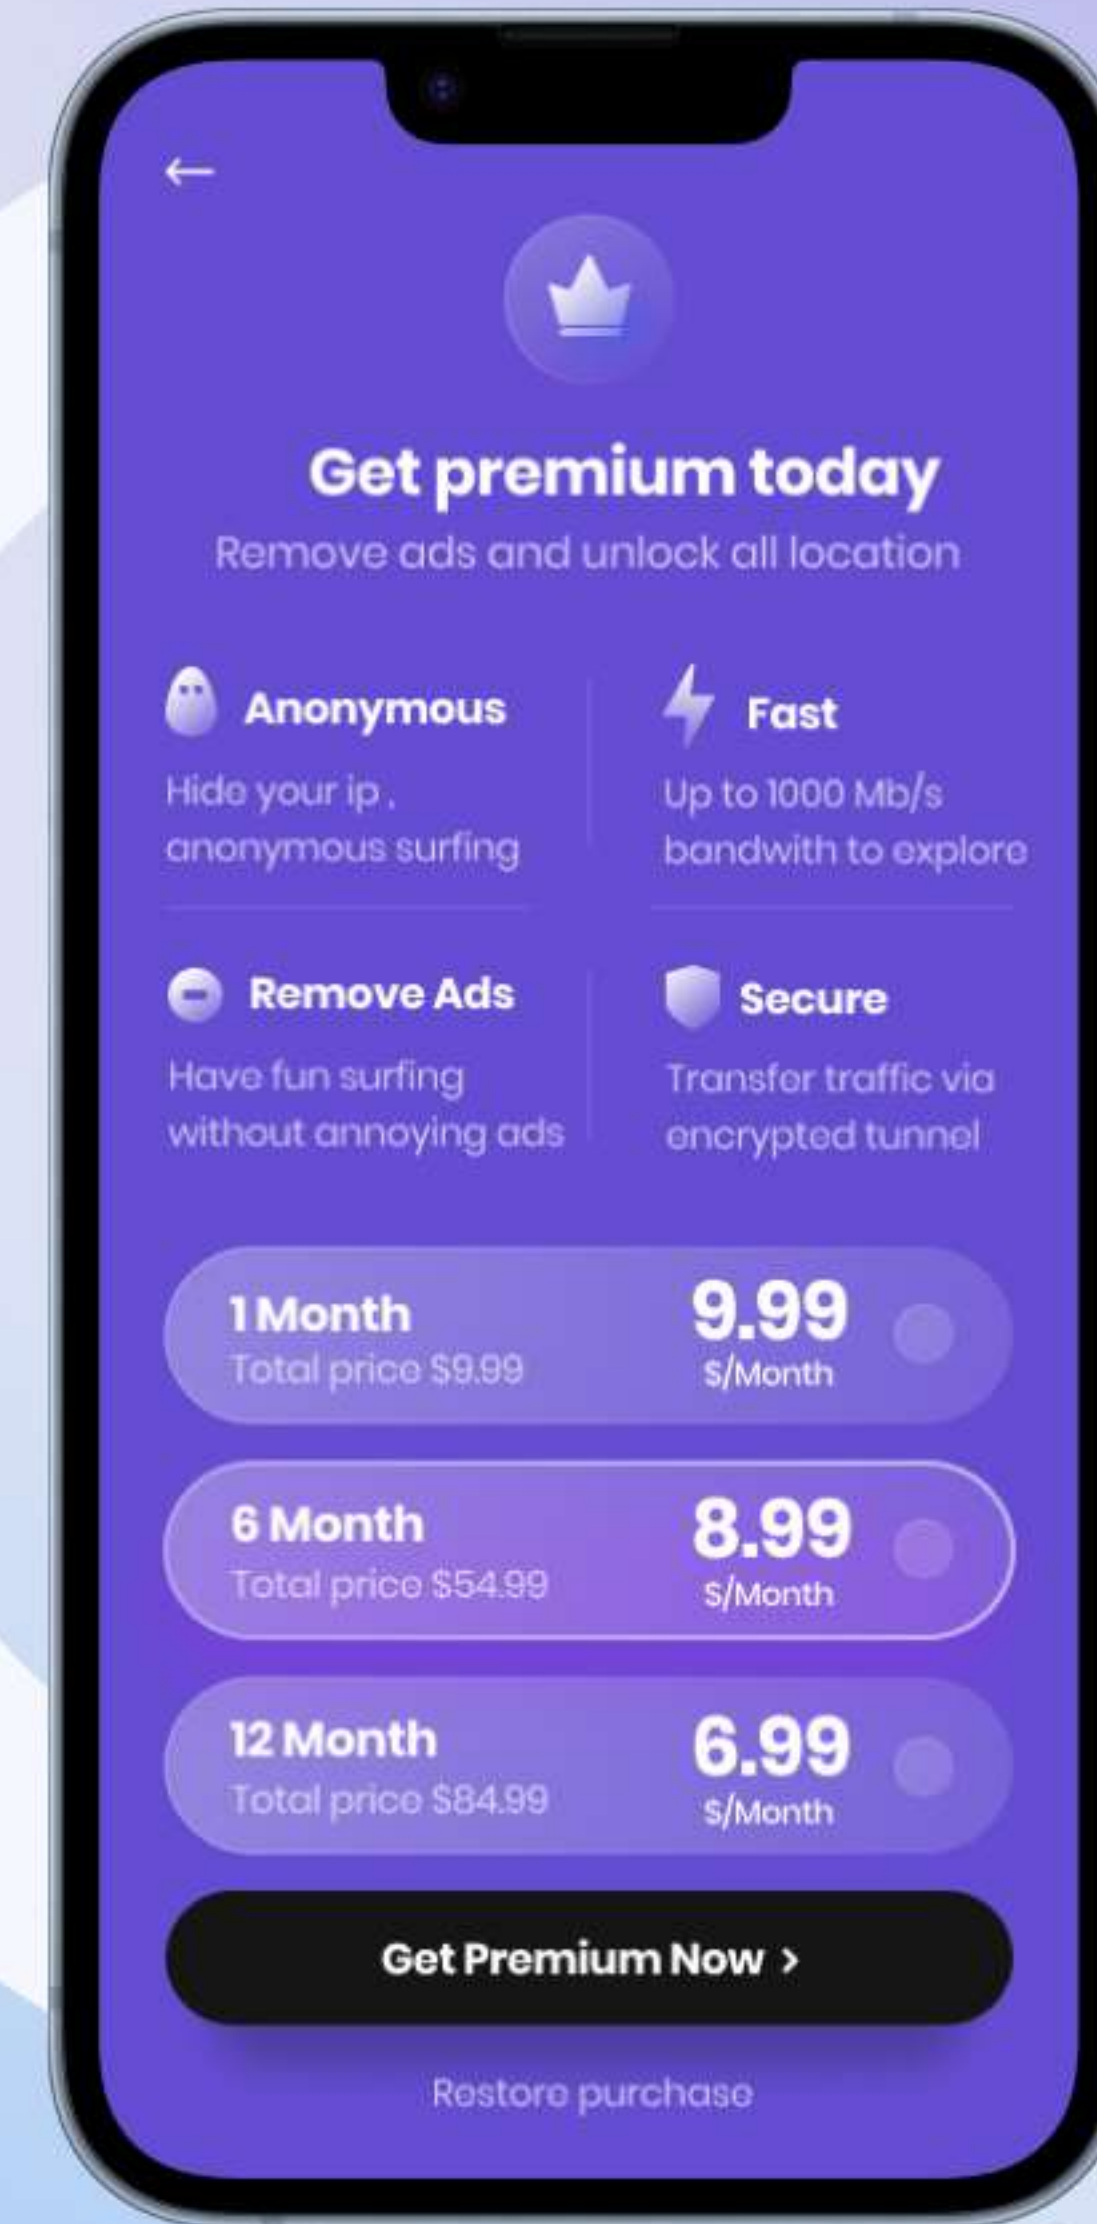 Get premium today
Remove ads and unlock all location
Anonymous
Hide your ip ,
anonymous surfing
Fast
Up to 1000 Mb/s
bandwith to explore
Remove Ads
Have fun surfing
without annoying ads
Secure
Transfer traffic via
encrypted tunnel
1 Month
Total price $9.99
9.99
$/Month
6 Month
Total price $54.99
8.99
$/Month
12 Month
Total price $84.99
6.99
$/Month
Get Premium Now >
Restore purchase